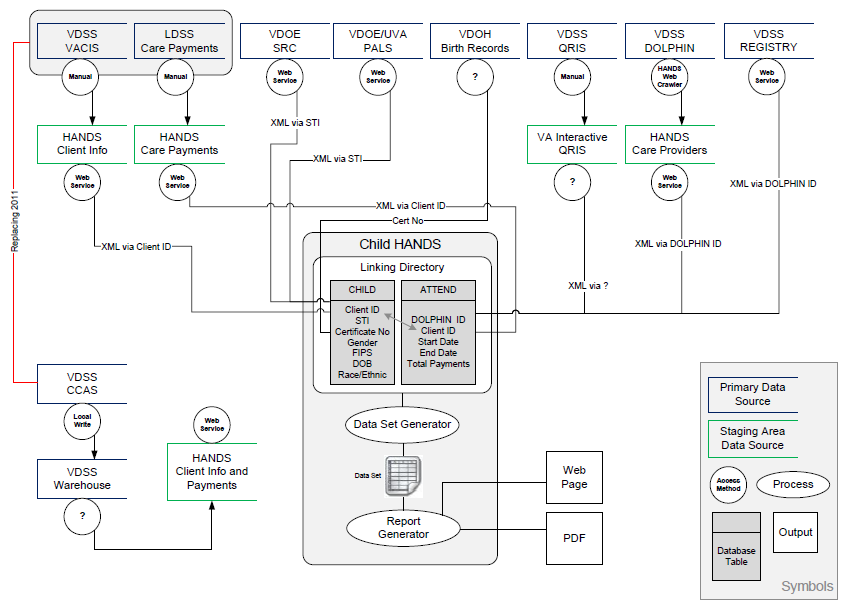 VDSS
VACIS
LDSS
Care Payments
VDOE
SRC
VDOE/UVA
PALS
VDOH
Birth Records
VDSS
QRIS
VDSS
DOLPHIN
VDSS
REGISTRY
Manual
Manual
Web
Service
Web
Service
?
Manual
HANDS
Web
Crawler
Web
Service
XML via STI
HANDS
Client Info
HANDS
Care Payments
VA Interactive
QRIS
HANDS
Care Providers
XML via STI
Web
Service
Web
Service
?
Web
Service
XML via DOLPHIN ID
Replacing 2011
XML via Client ID
Cert No
XML via Client ID
XML via DOLPHIN ID
XML via ?
Child HANDS
Linking Directory
CHILD
Client ID
STI
Certificate No
Gender
FIPS
DOB
Race/Ethnic
ATTEND
DOLPHIN ID
Client ID
Start Date
End Date
Total Payments
VDSS
CCAS
Local
Write
VDSS
Warehouse
?
Web
Service
HANDS
Client Info and
Payments
Data Set Generator
Data Set
Report
Generator
Web
Page
PDF
Primary Data
Source
Staging Area
Data Source
Access
Method
Process
Database
Table
Output
Symbols